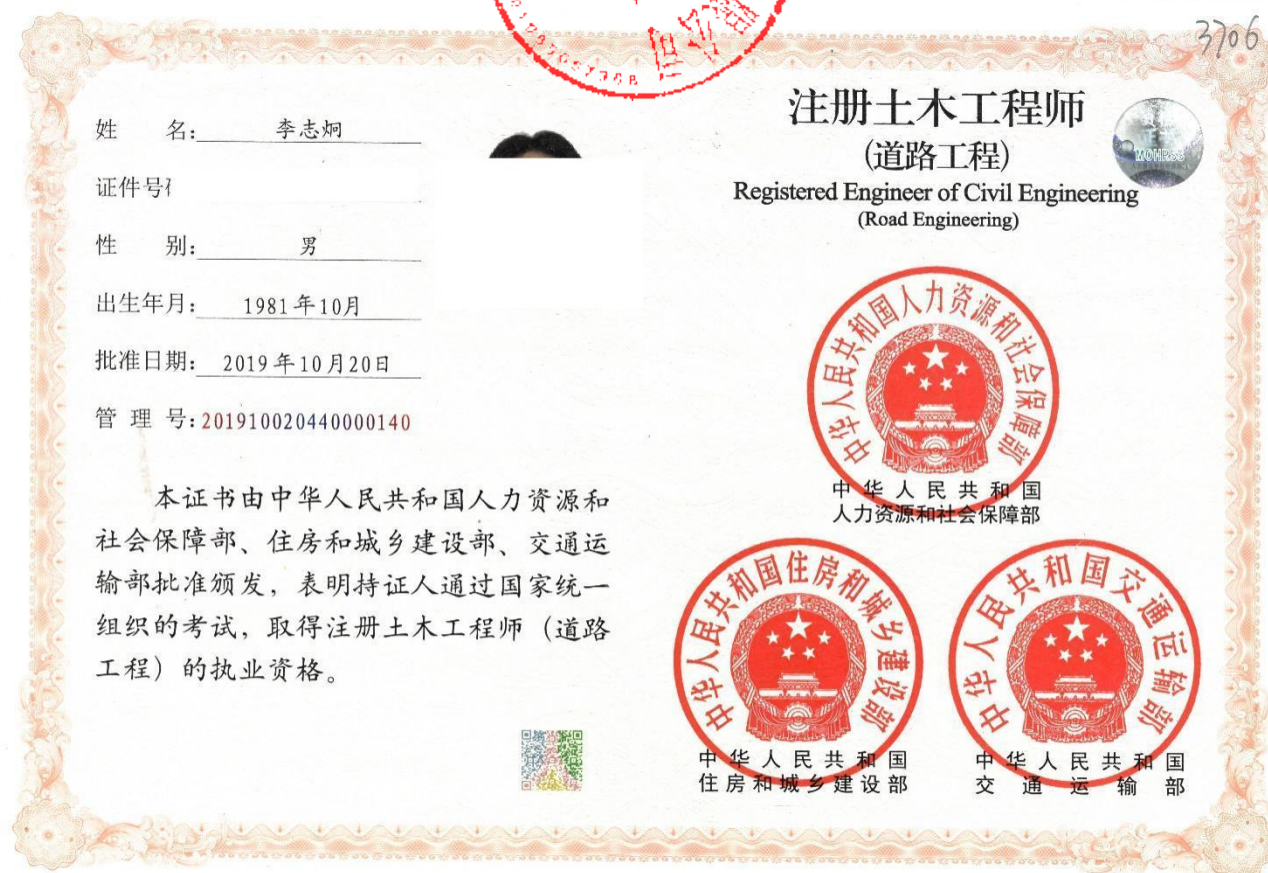 3706
姓 名: 李志炯
证件号
性 别: 男
出生年月: 1981年10月
批准日期: 2019年10月20日
管 理 号: 201910020440000140
本证书由中华人民共和国人力资源和
社会保障部、住房和城乡建设部、交通运
输部批准颁发，表明持证人通过国家统一
组织的考试，取得注册土木工程师（道路
工程）的执业资格。
注册土木工程师
(道路工程)
Registered Engineer of Civil Engineering
(Road Engineering)
MOHRSS
中华人民共和国人力资源和社会保障部
中华人民共和国
人力资源和社会保障部
中华人民共和国住房和城乡建设部
中华人民共和国
住房和城乡建设部
中华人民共和国交通运输部
中华人民共和国
交通运输部